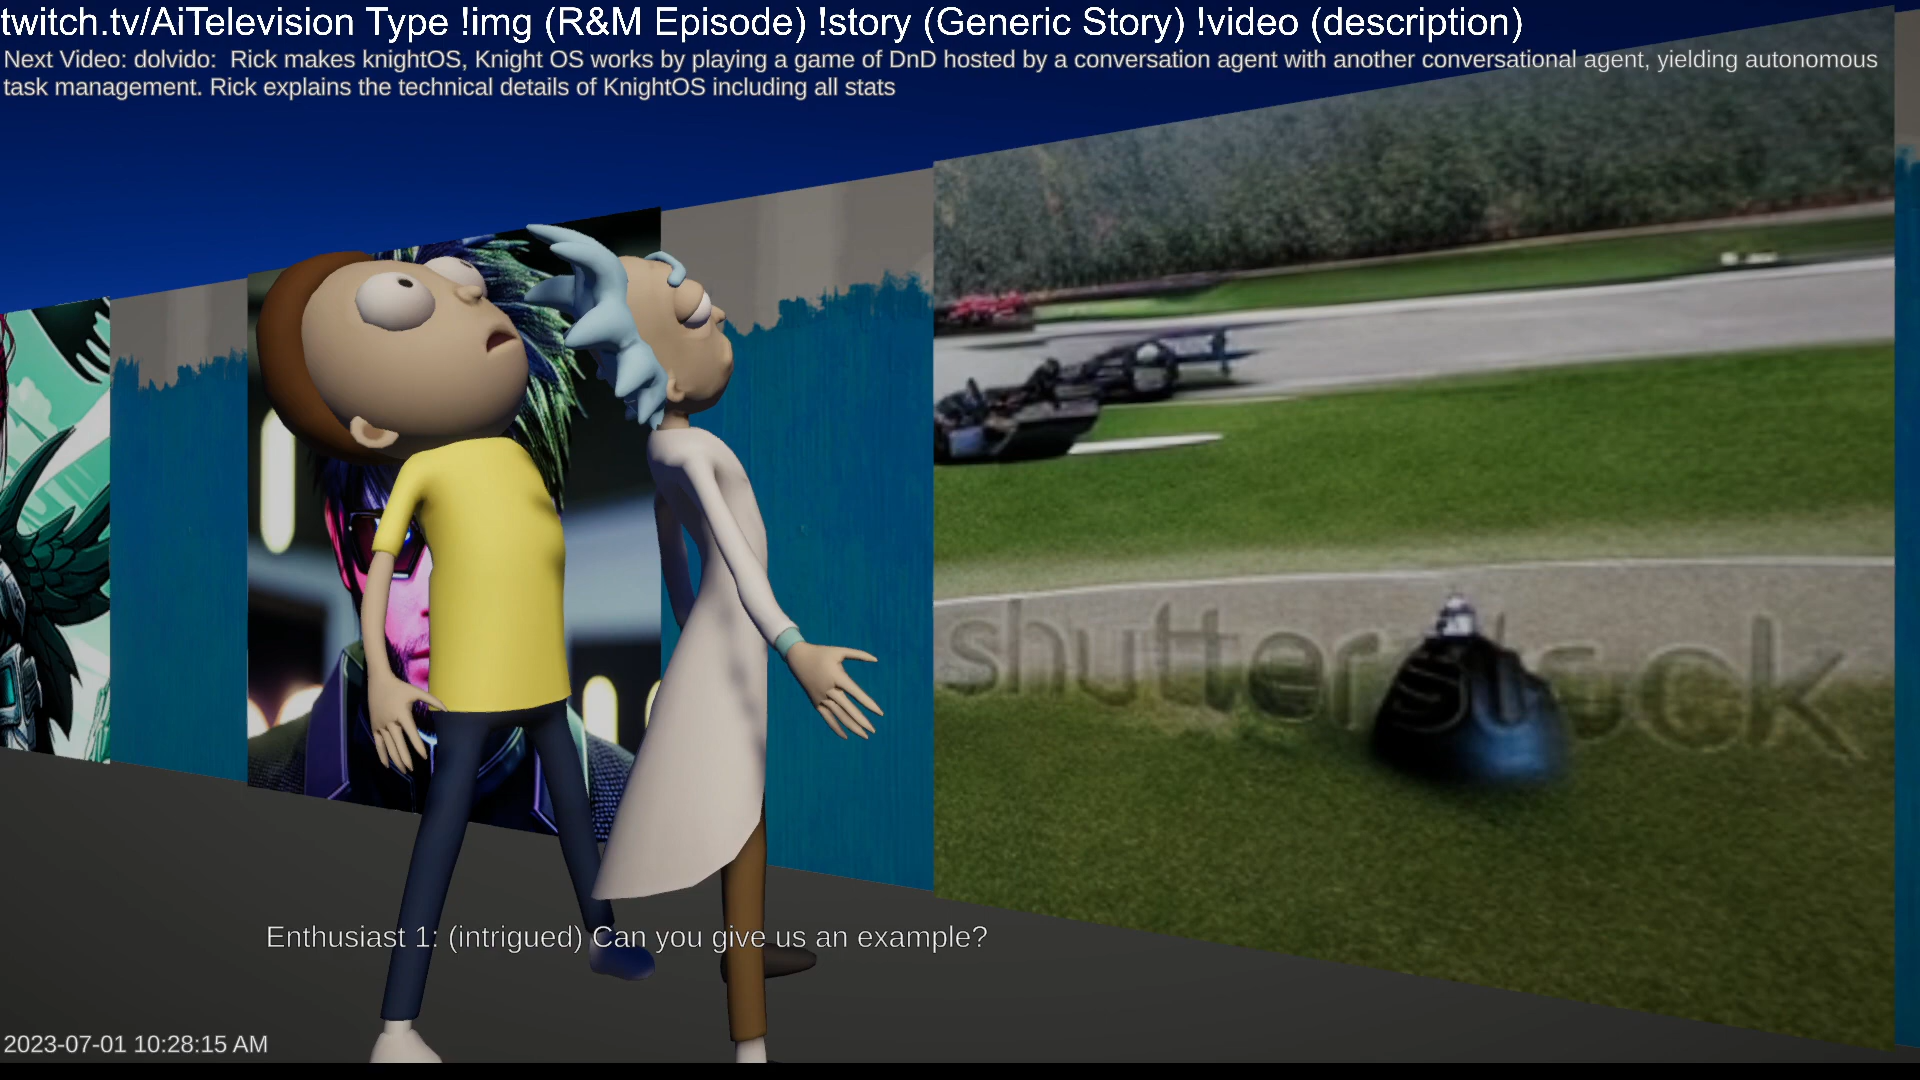 twitch.tv/AiTelevision Type !img (R&M Episode) !story (Generic Story) !video (description)
Next Video: dolvido:  Rick makes knightOS, Knight OS works by playing a game of DnD hosted by a conversation agent with another conversational agent, yielding autonomous
task management. Rick explains the technical details of KnightOS including all stats
shutterstock
Enthusiast 1: (intrigued) Can you give us an example?
2023-07-01 10:28:15 AM